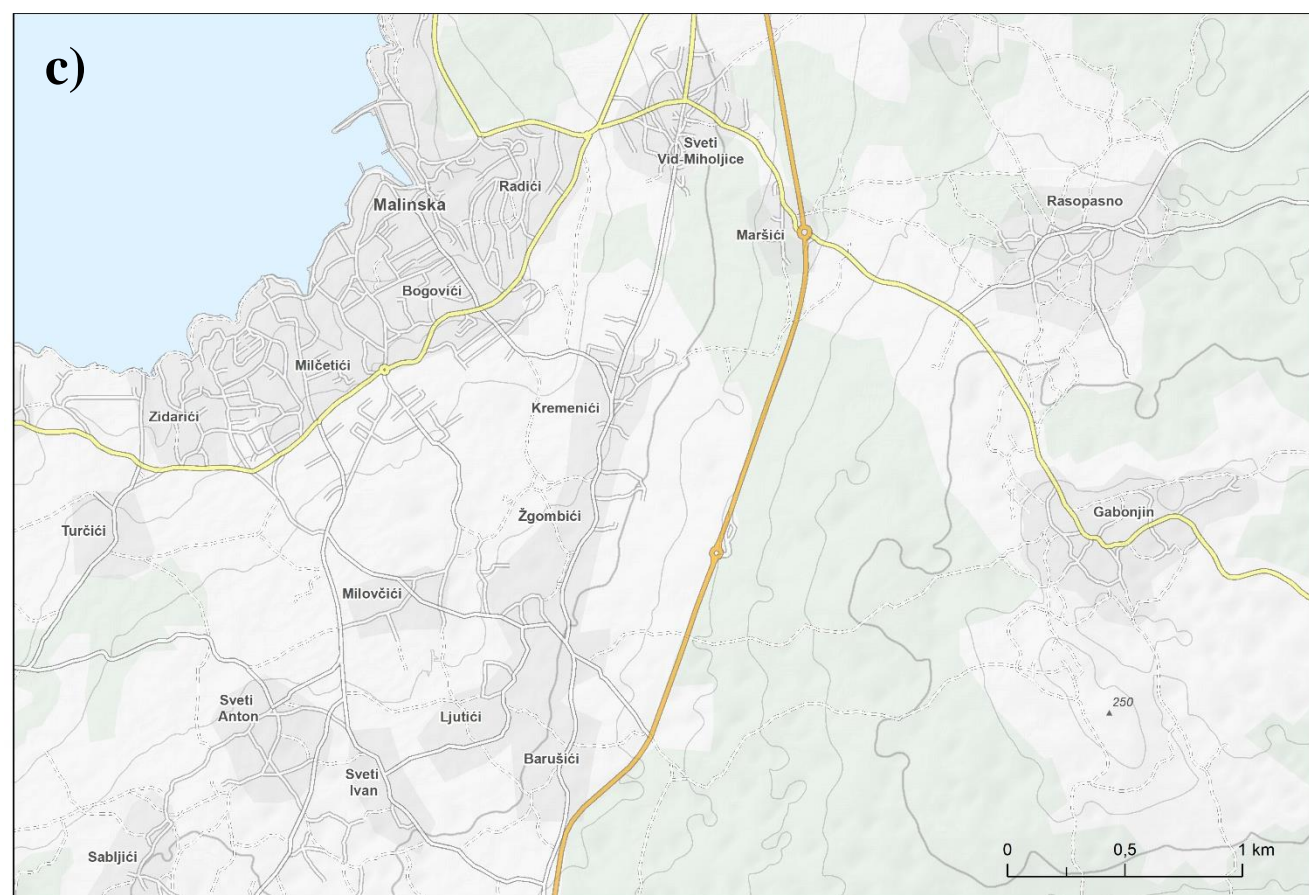 c)
Sveti
Vid-Miholjice
Radići
Malinska
Rasopasno
Maršići
Bogovići
Milčetići
Kremenići
Zidarići
Žgombići
Gabonjin
Turčići
Milovčići
Sveti
Anton
Ljutići
250
Barušići
Sveti
Ivan
Sabljići
0 0,5 1 km